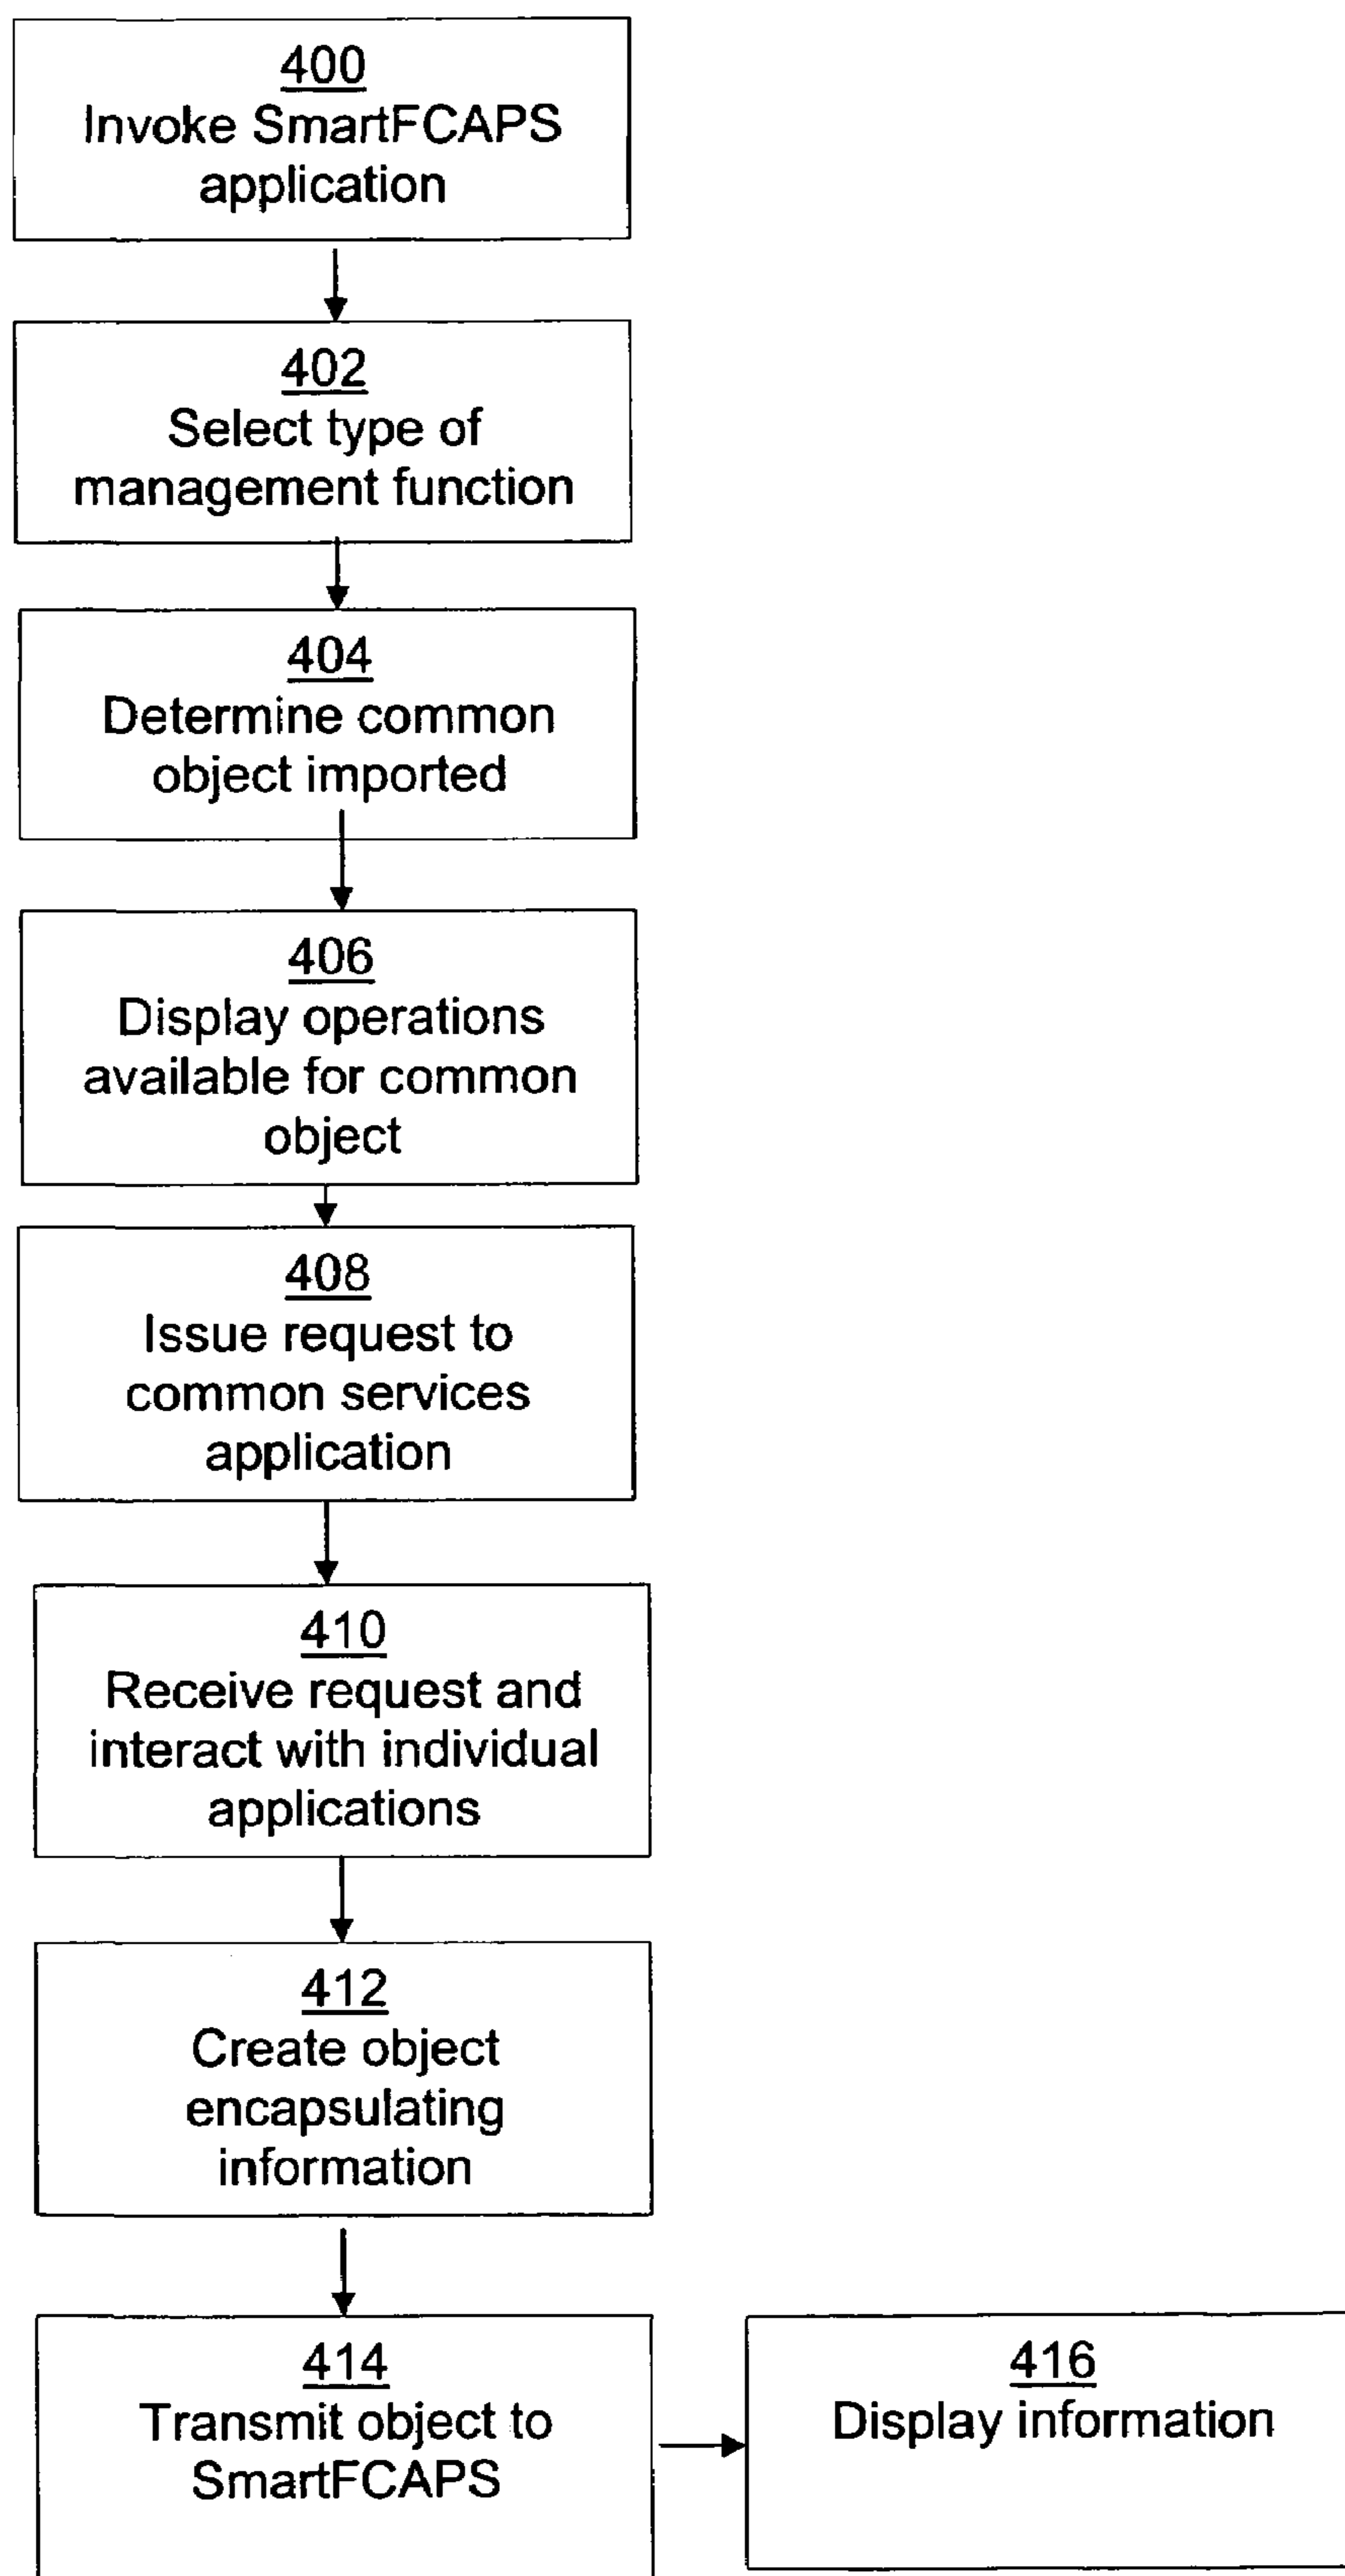 400
Invoke SmartFCAPS
application
402
Select type of
management function
404
Determine common
object imported
406
Display operations
available for common
object
408
Issue request to
common services
application
410
Receive request and
interact with individual
applications
412
Create object
encapsulating
information
414
Transmit object to
SmartFCAPS
416
Display information